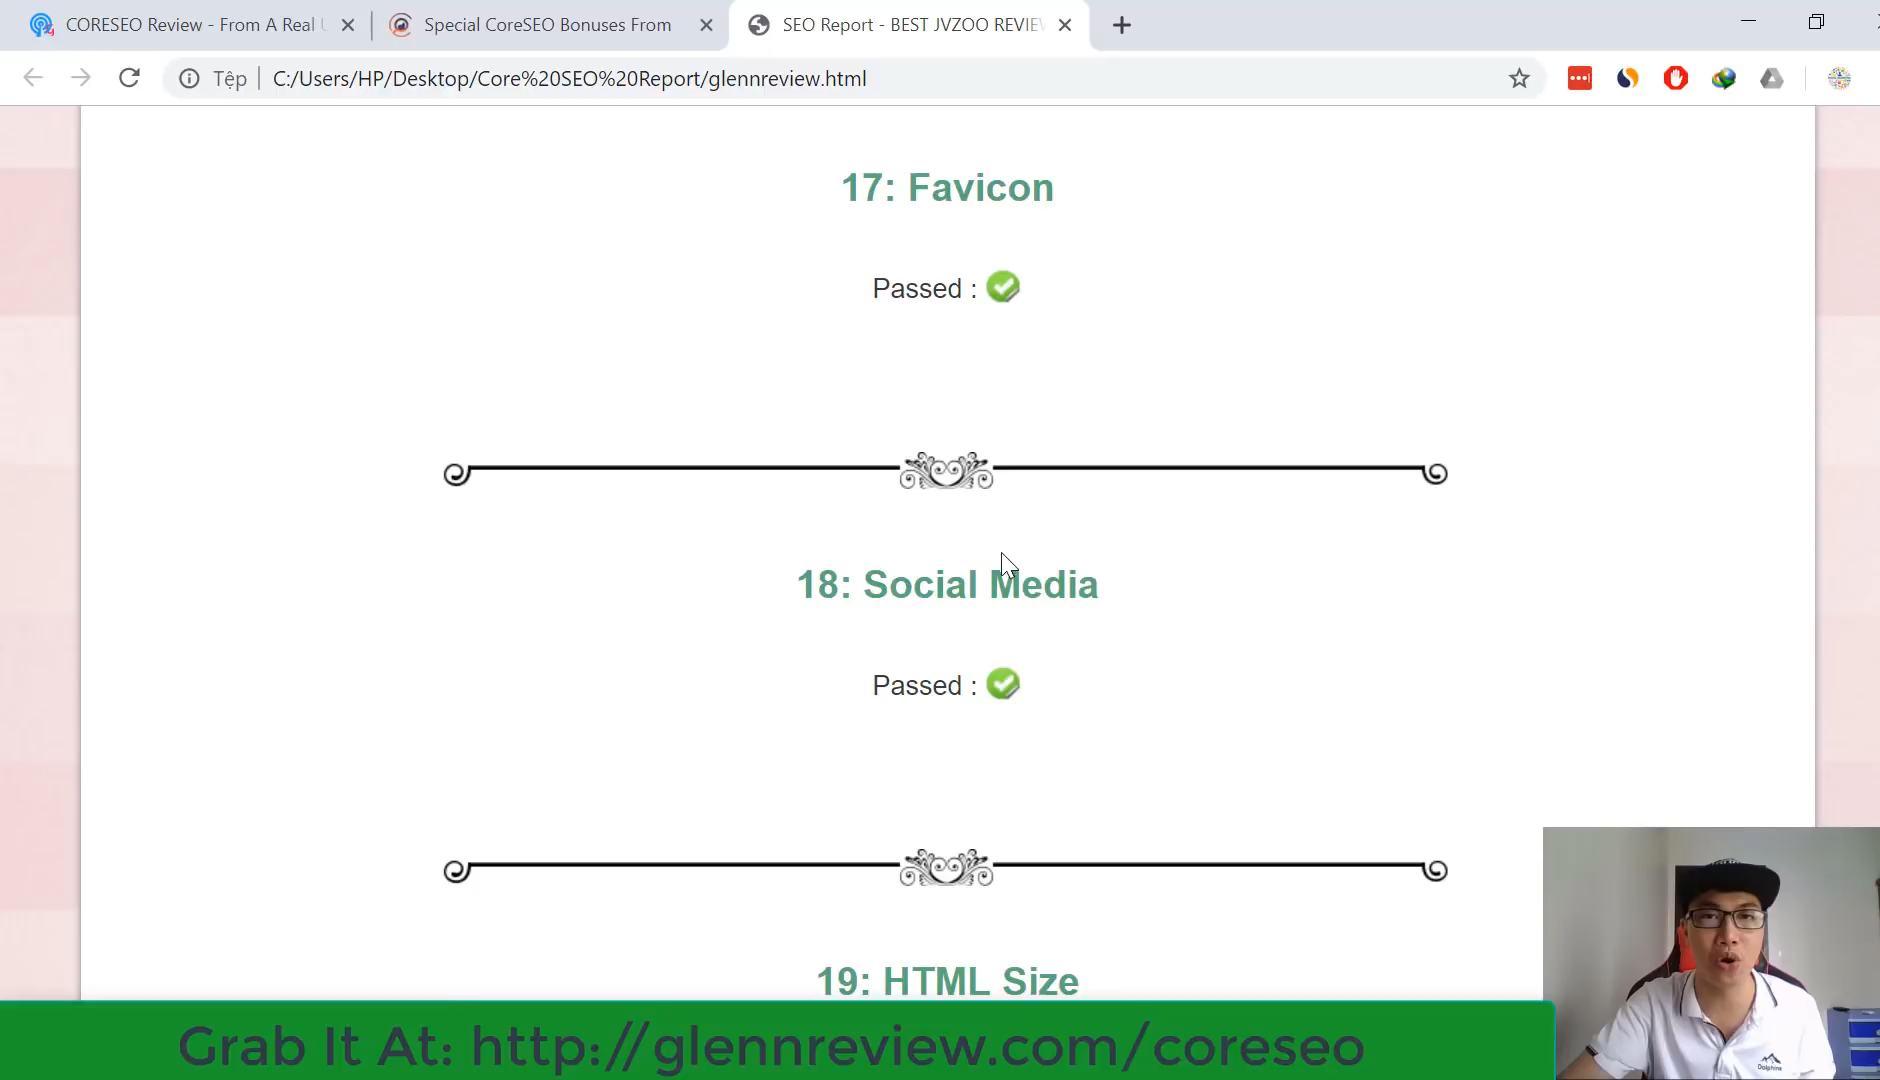 CORESEO Review - From A Real U
Special CoreSEO Bonuses From
SEO Report - BEST JVZOO REVIEW
Tệp
C:/Users/HP/Desktop/Core%20SEO%20Report/glennreview.html
17: Favicon
Passed :
18: Social Media
Passed :
19: HTML Size
Dolphins
Grab It At: http://glennreview.com/coreseo